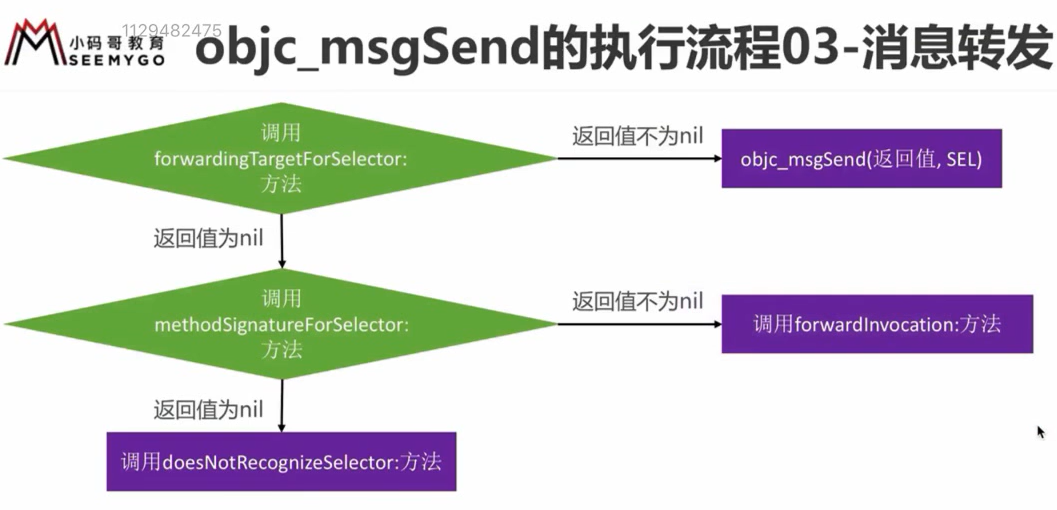 1129482475
小码哥教育
SEEMYGO
objc_msgSend的执行流程03-消息转发
调用
forwardingTargetForSelector:
方法
返回值不为nil
objc_msgSend(返回值, SEL)
返回值为nil
调用
methodSignatureForSelector:
方法
返回值不为nil
调用forwardInvocation:方法
返回值为nil
调用doesNotRecognizeSelector:方法